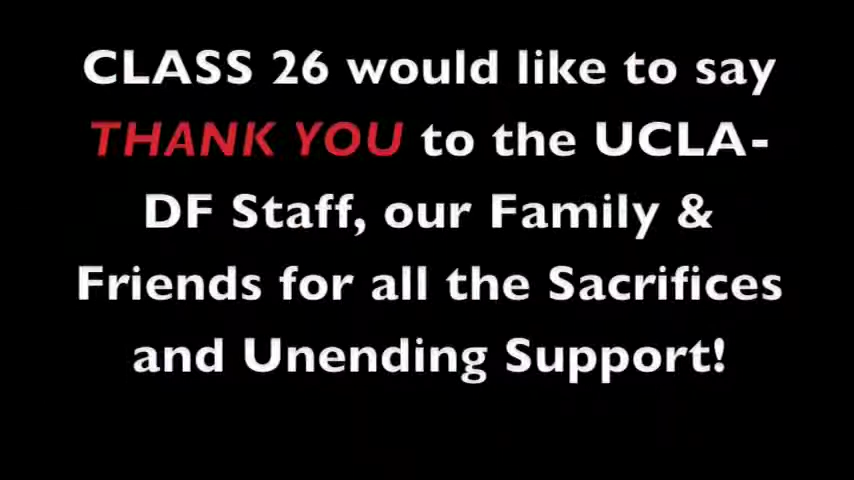 CLASS 26 would like to say
THANK YOU to the UCLA-
DF Staff, our Family &
Friends for all the Sacrifices
and Unending Support!